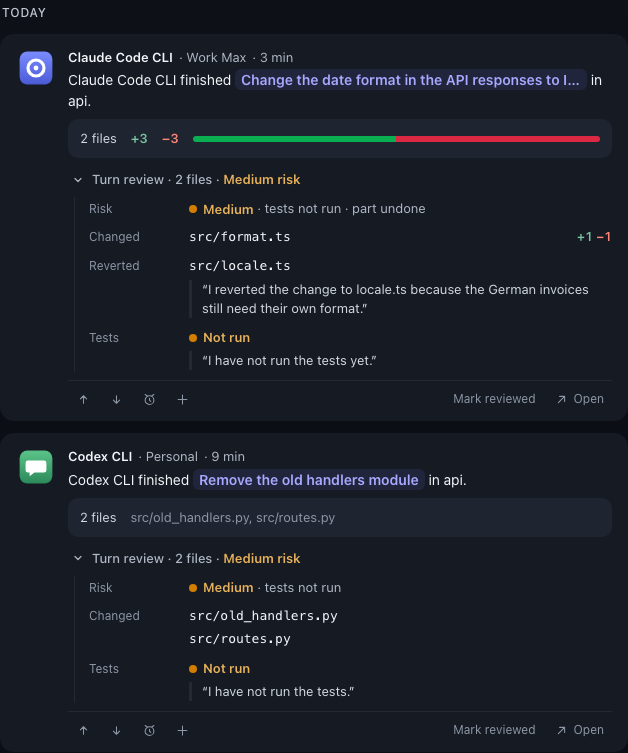 TODAY
Claude Code CLI · Work Max · 3 min
Claude Code CLI finished Change the date format in the API responses to I... in
api.
2 files +3 −3
Turn review · 2 files · Medium risk
Risk Medium · tests not run · part undone
Changed src/format.ts +1 −1
Reverted src/locale.ts
“I reverted the change to locale.ts because the German invoices
still need their own format.”
Tests Not run
“I have not run the tests yet.”
Mark reviewed Open
Codex CLI · Personal · 9 min
Codex CLI finished Remove the old handlers module in api.
2 files src/old_handlers.py, src/routes.py
Turn review · 2 files · Medium risk
Risk Medium · tests not run
Changed src/old_handlers.py
src/routes.py
Tests Not run
“I have not run the tests.”
Mark reviewed Open